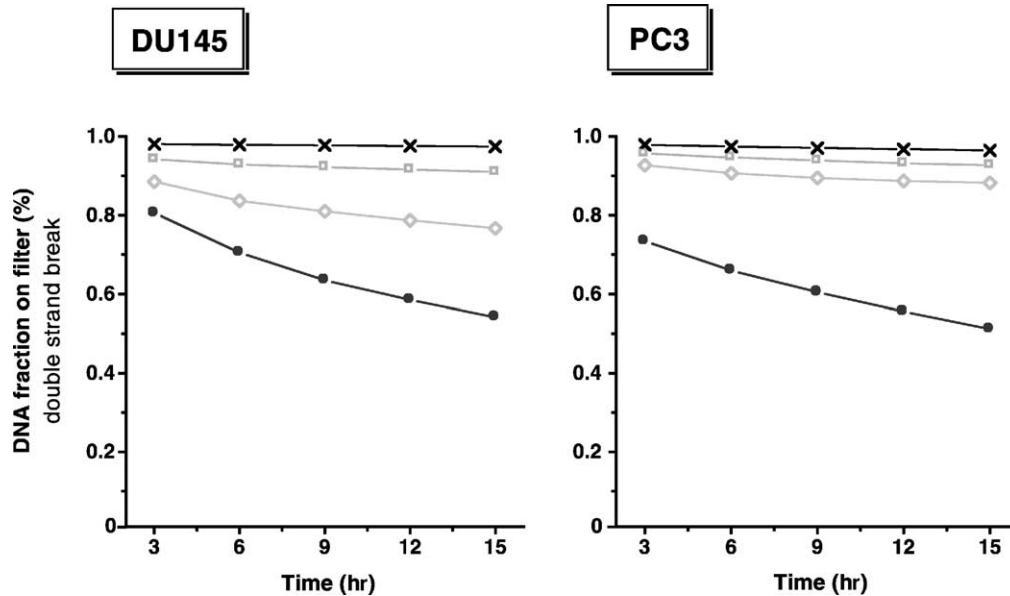 DU145
PC3
DNA fraction on filter (%)
double strand break
1.0
0.8
0.6
0.4
0.2
0
3 6 9 12 15
Time (hr)
1.0
0.8
0.6
0.4
0.2
0
3 6 9 12 15
Time (hr)